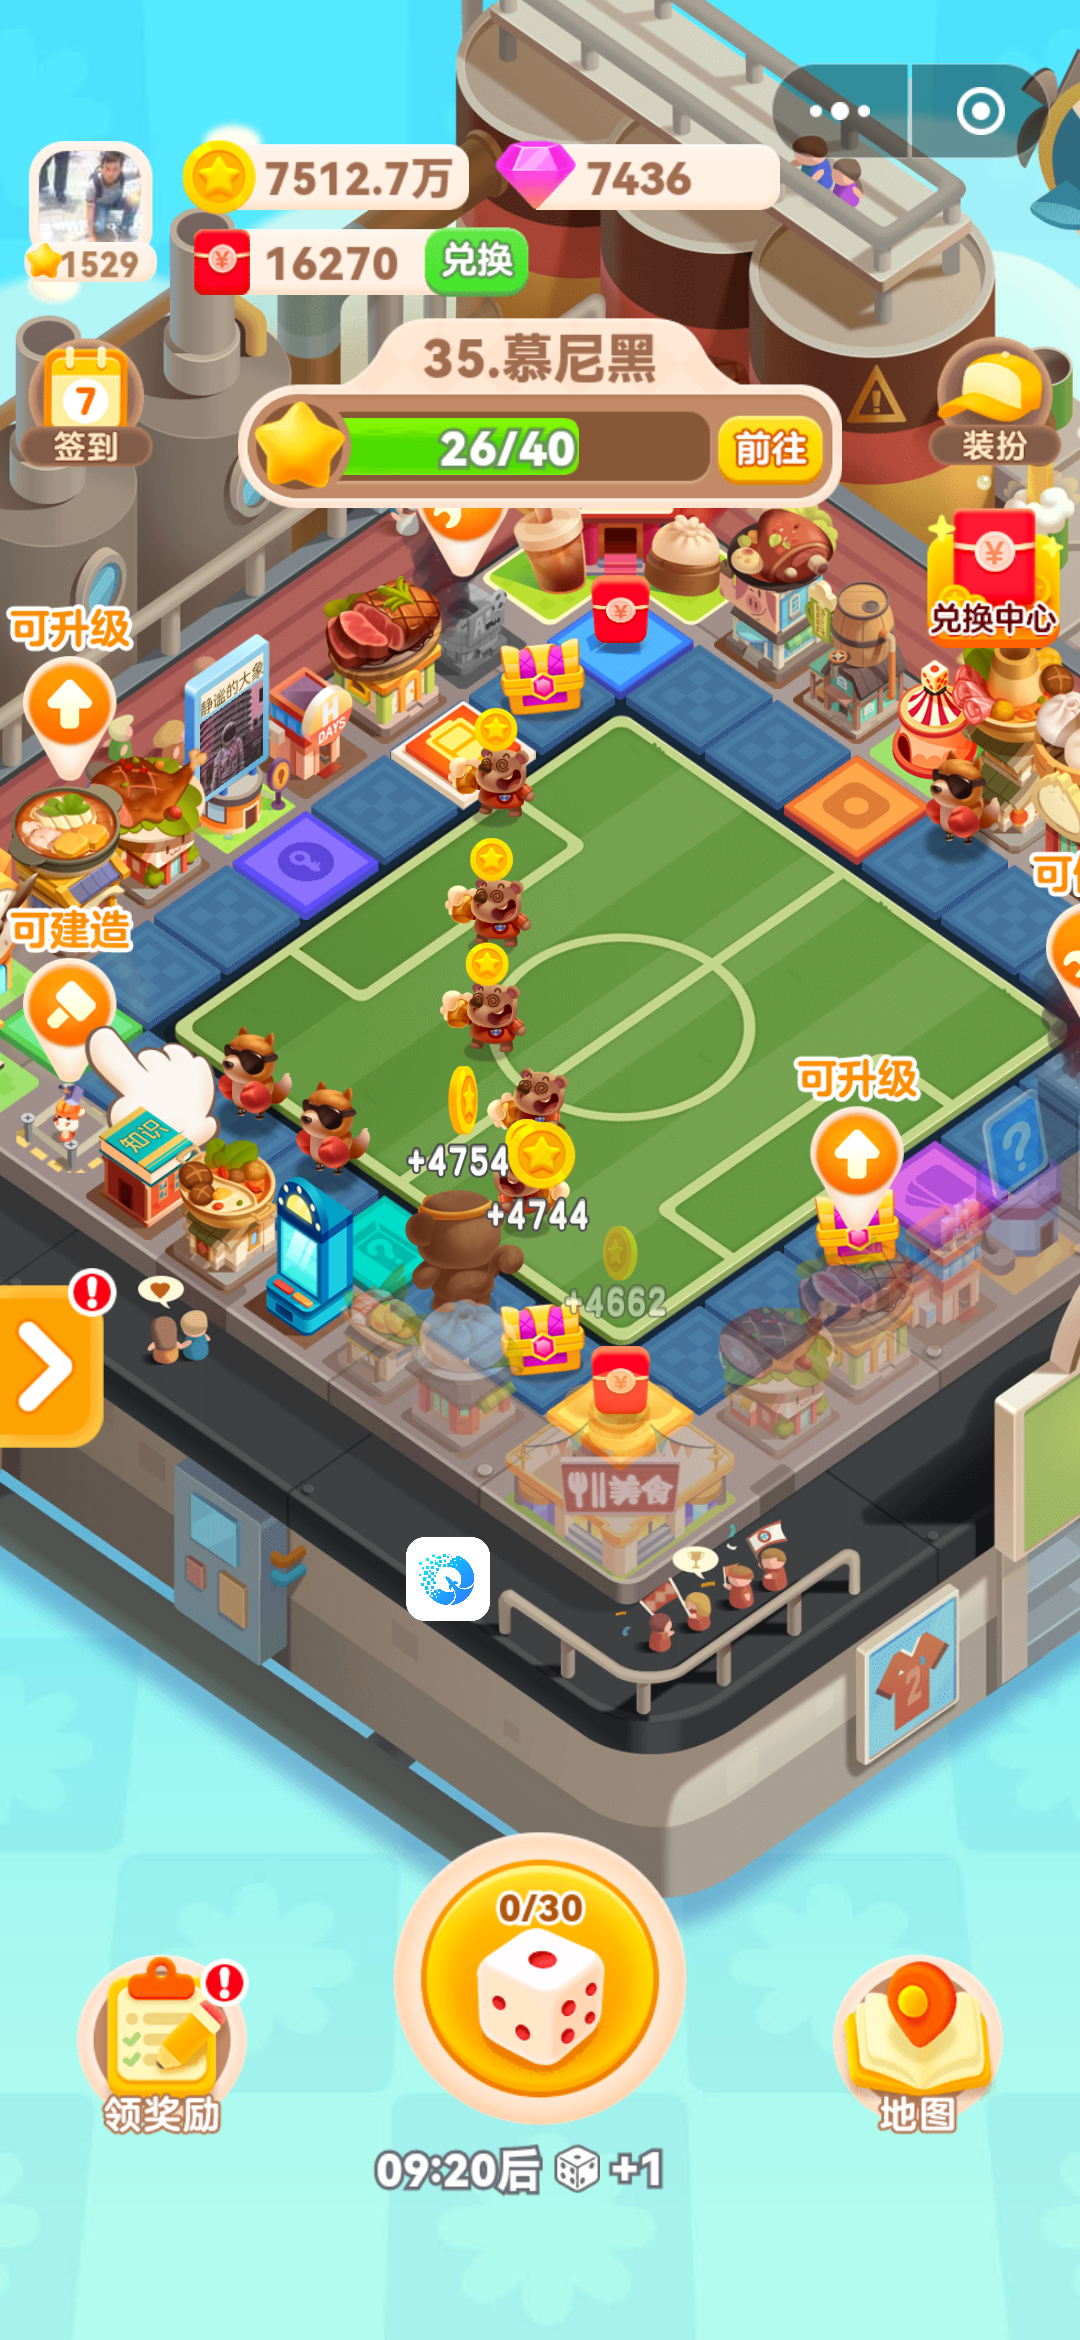 7512.7万
7436
1529
16270
兑换
35.慕尼黑
7
签到
26/40
前往
装扮
兑换中心
可升级
静谧的大象
H
DAYS
可建造
知识
可升级
+4754
+4744
+4662
美食
2
0/30
领奖励
地图
09:20后 +1